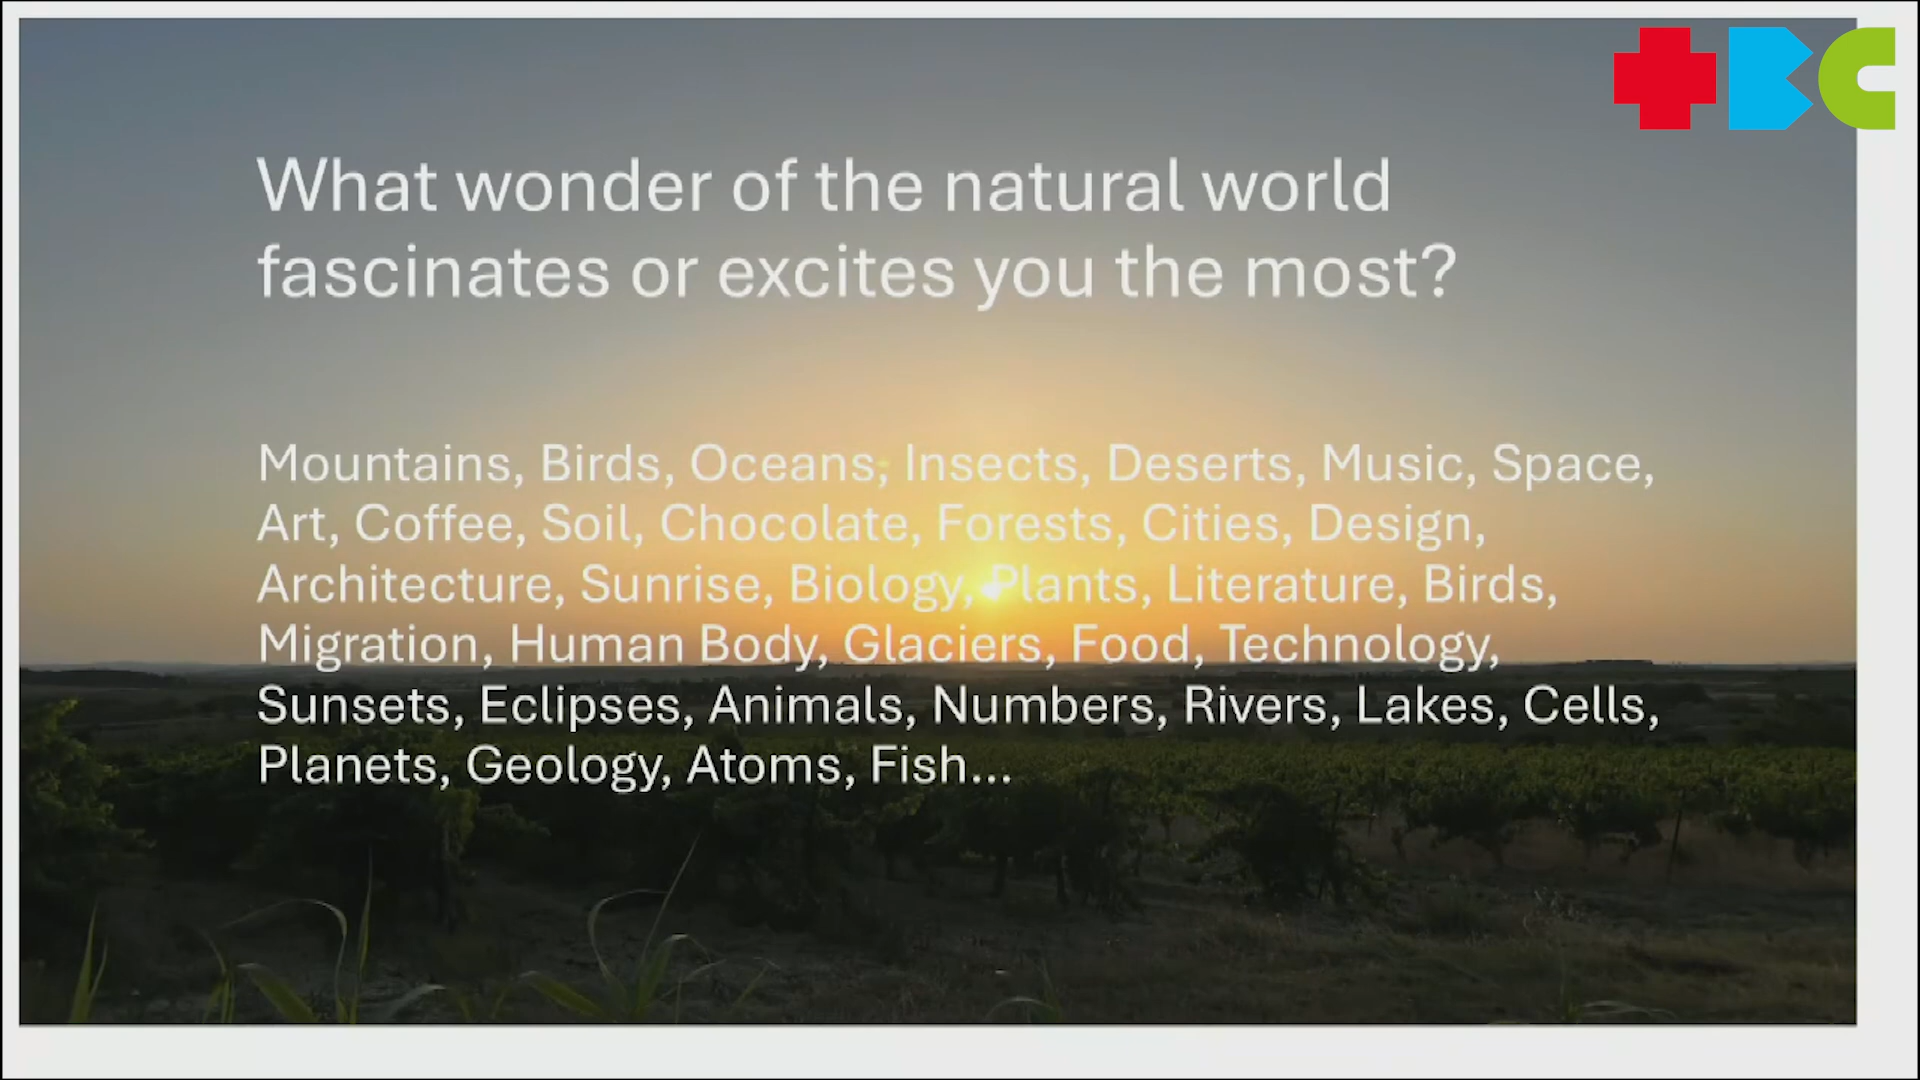 What wonder of the natural world
fascinates or excites you the most?
Mountains, Birds, Oceans, Insects, Deserts, Music, Space,
Art, Coffee, Soil, Chocolate, Forests, Cities, Design,
Architecture, Sunrise, Biology, Plants, Literature, Birds,
Migration, Human Body, Glaciers, Food, Technology,
Sunsets, Eclipses, Animals, Numbers, Rivers, Lakes, Cells,
Planets, Geology, Atoms, Fish...
BC